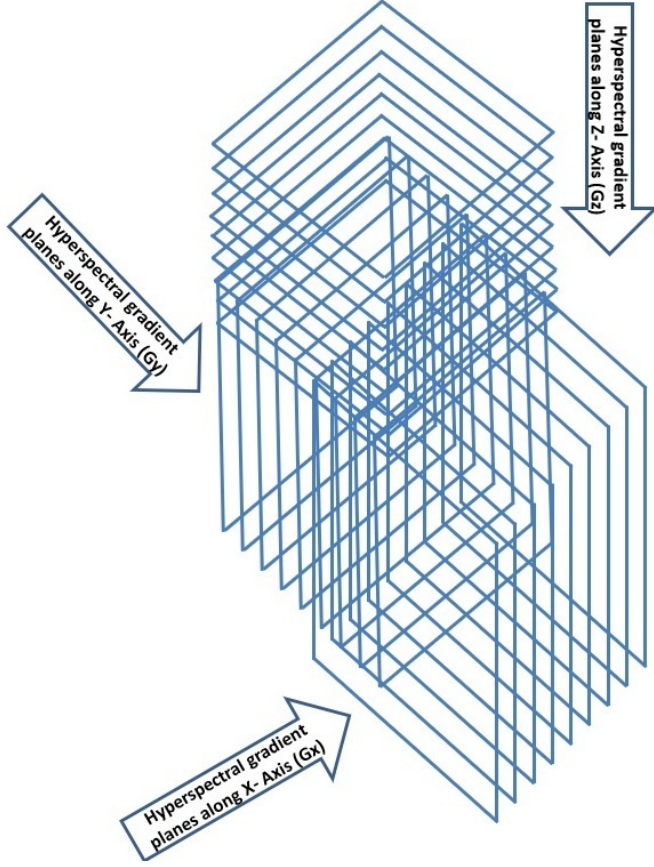 Hyperspectral gradient
planes along Z- Axis (Gz)
Hyperspectral gradient
planes along Y- Axis (Gy)
Hyperspectral gradient
planes along X- Axis (Gx)